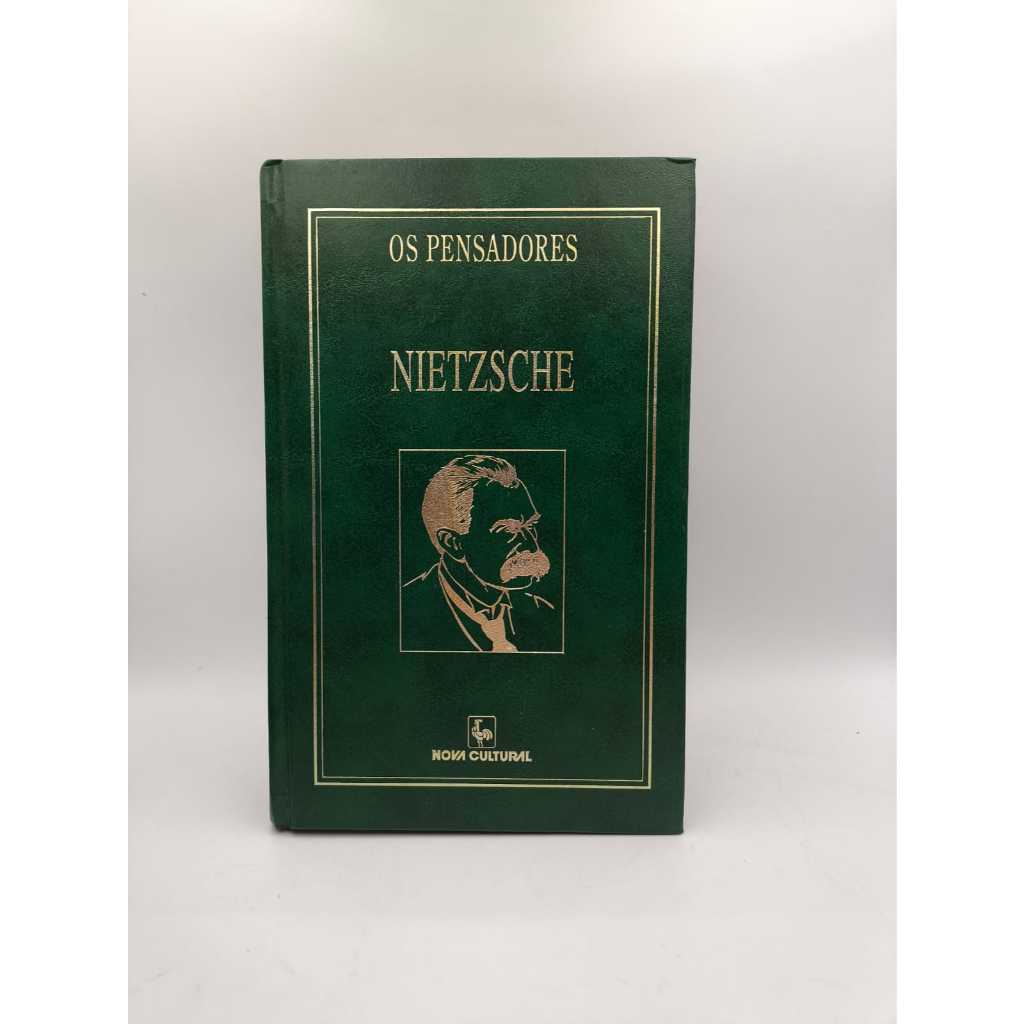 OS PENSADORES
NIETZSCHE
NOVA CULTURAL